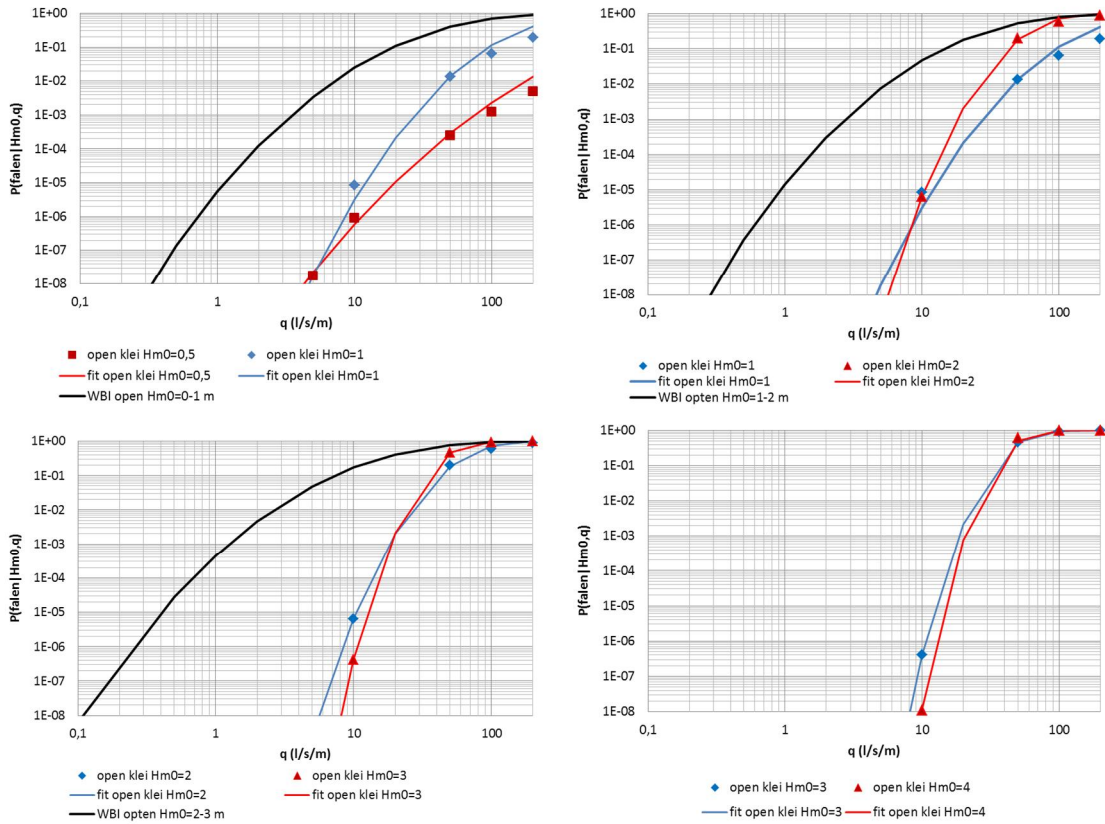 1E+00
1E-01
1E-02
1E-03
1E-04
1E-05
1E-06
1E-07
1E-08
P(falen|Hm0,q)
0,1 1 10 100
q (l/s/m)
open klei Hm0=0,5 open klei Hm0=1
fit open klei Hm0=0,5 fit open klei Hm0=1
WBI open Hm0=0-1 m
1E+00
1E-01
1E-02
1E-03
1E-04
1E-05
1E-06
1E-07
1E-08
P(falen|Hm0,q)
0,1 1 10 100
q (l/s/m)
open klei Hm0=1 open klei Hm0=2
fit open klei Hm0=1 fit open klei Hm0=2
WBI opten Hm0=1-2 m
1E+00
1E-01
1E-02
1E-03
1E-04
1E-05
1E-06
1E-07
1E-08
P(falen|Hm0,q)
0,1 1 10 100
q (l/s/m)
open klei Hm0=2 open klei Hm0=3
fit open klei Hm0=2 fit open klei Hm0=3
WBI opten Hm0=2-3 m
1E+00
1E-01
1E-02
1E-03
1E-04
1E-05
1E-06
1E-07
1E-08
P(falen|Hm0,q)
0,1 1 10 100
q (l/s/m)
open klei Hm0=3 open klei Hm0=4
fit open klei Hm0=3 fit open klei Hm0=4